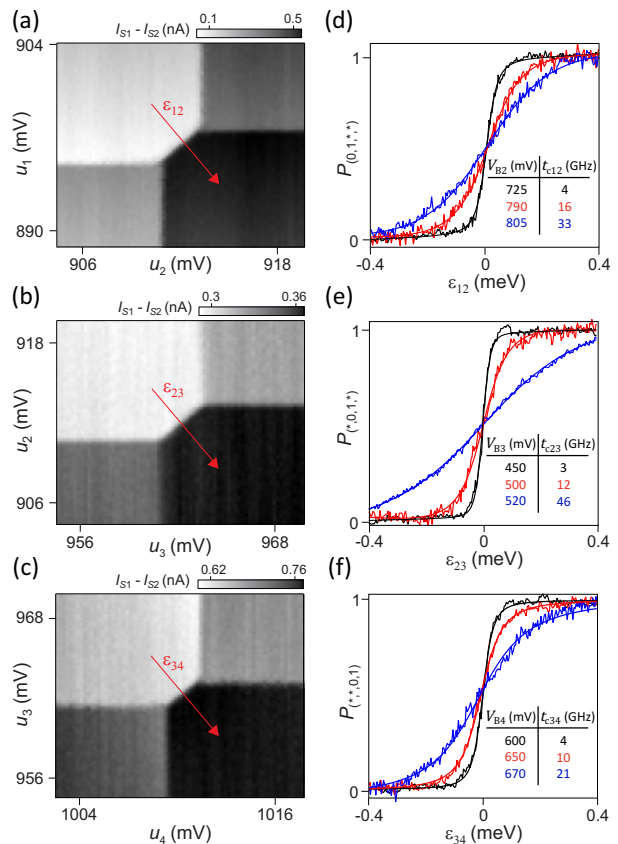 (a)
I_S1 - I_S2 (nA)
0.1
0.5
904
u_1 (mV)
890
ε_12
906
u_2 (mV)
918
(d)
1
P_(0,1,*,*)
0
V_B2 (mV) t_c12 (GHz)
725 4
790 16
805 33
-0.4
0
0.4
ε_12 (meV)
(b)
I_S1 - I_S2 (nA)
0.3
0.36
918
u_2 (mV)
906
ε_23
956
u_3 (mV)
968
(e)
1
P_(*,0,1,*)
0
V_B3 (mV) t_c23 (GHz)
450 3
500 12
520 46
-0.4
0
0.4
ε_23 (meV)
(c)
I_S1 - I_S2 (nA)
0.62
0.76
968
u_3 (mV)
956
ε_34
1004
u_4 (mV)
1016
(f)
1
P_(*,*,0,1)
0
V_B4 (mV) t_c34 (GHz)
600 4
650 10
670 21
-0.4
0
0.4
ε_34 (meV)